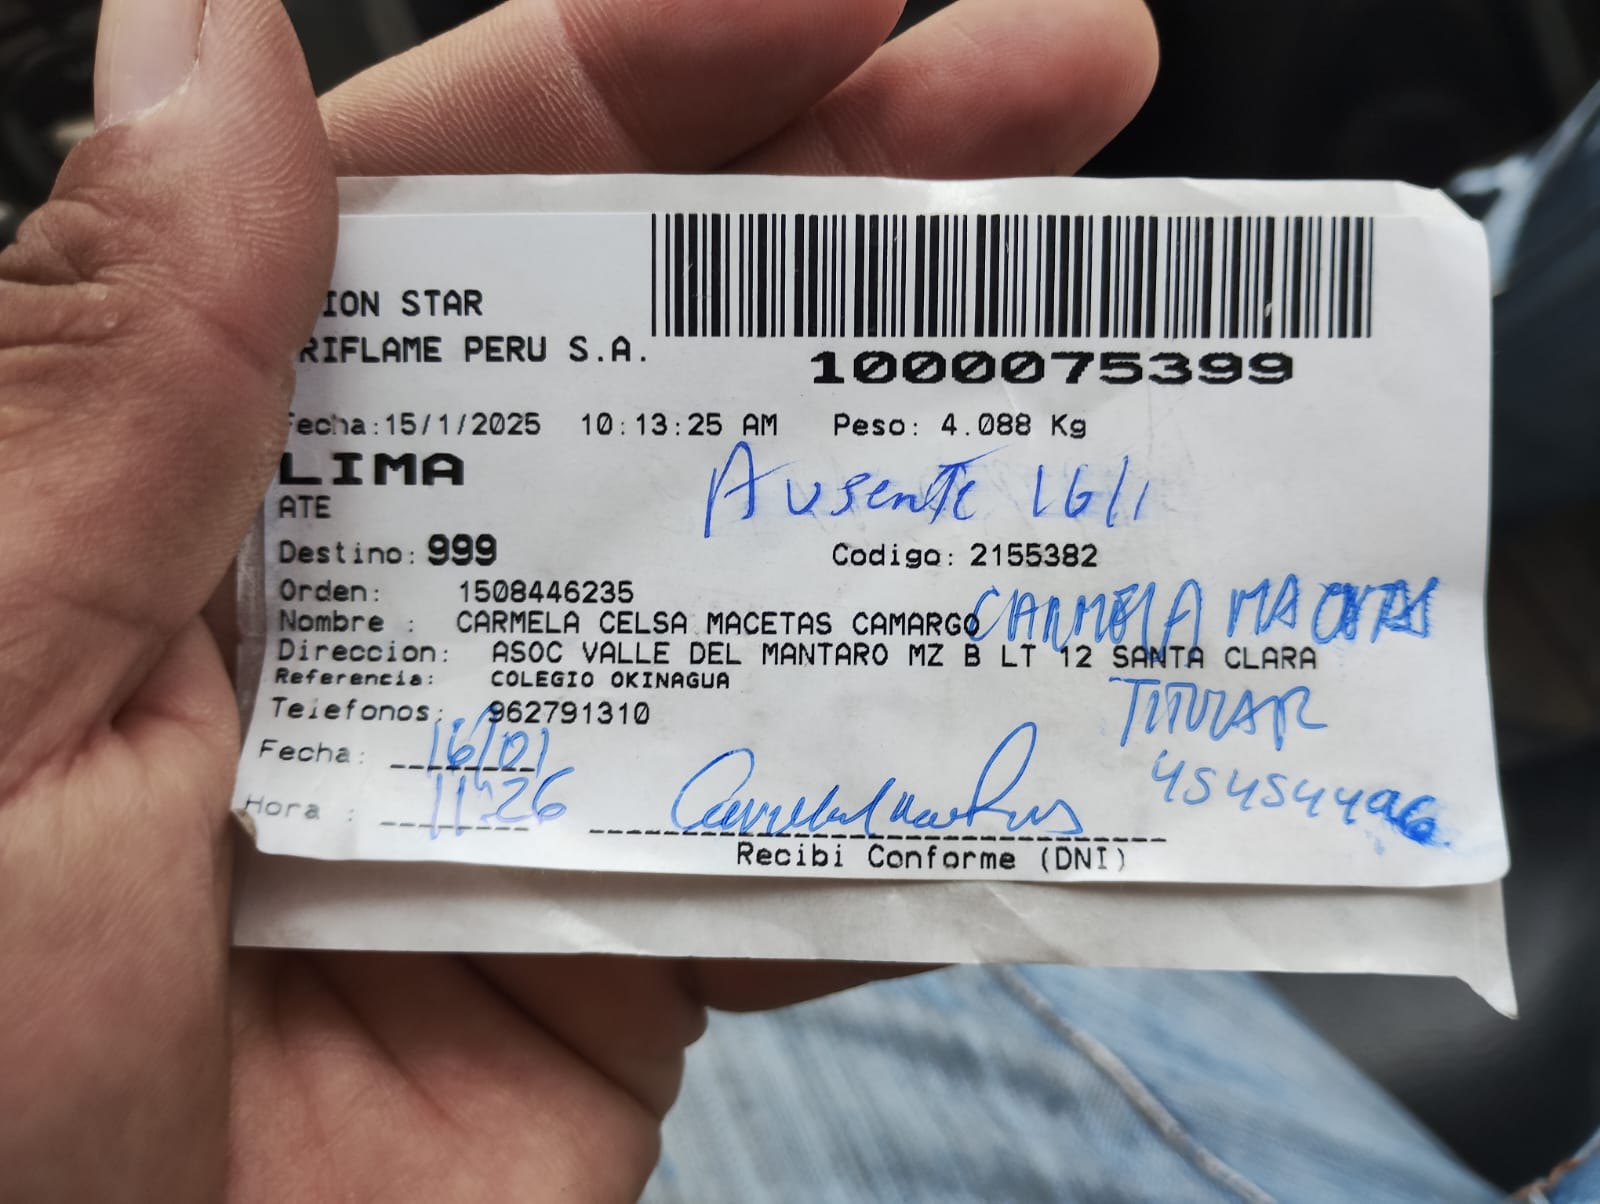 ION STAR
RIFLAME PERU S.A.
1000075399
Fecha:15/1/2025 10:13:25 AM Peso: 4.088 Kg
LIMA
Ausente 16/1
ATE
Destino: 999 Codigo: 2155382
Orden: 1508446235
Nombre : CARMELA CELSA MACETAS CAMARGO CARMELA MACETAS
Direccion: ASOC VALLE DEL MANTARO MZ B LT 12 SANTA CLARA
Referencia: COLEGIO OKINAGUA
Telefonos: 962791310 TITULAR
Fecha: 16/01
45454496
Hora : 11:26
Recibi Conforme (DNI)